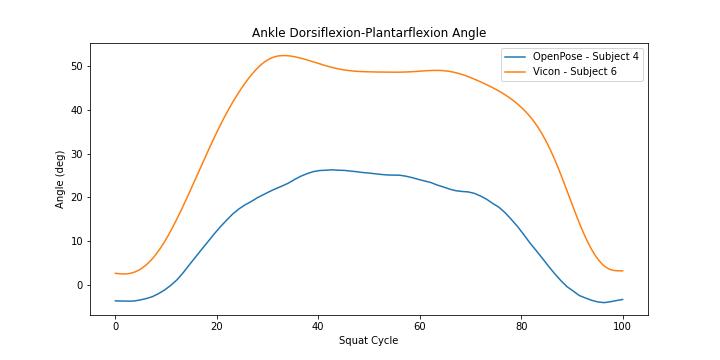 Ankle Dorsiflexion-Plantarflexion Angle
OpenPose - Subject 4
Vicon - Subject 6
Angle (deg)
50
40
30
20
10
0
0 20 40 60 80 100
Squat Cycle